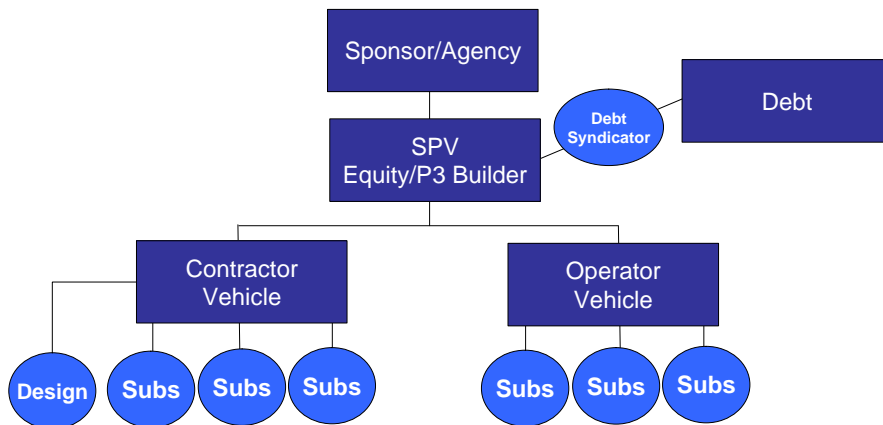 Sponsor/Agency
Debt
Debt
Syndicator
SPV
Equity/P3 Builder
Contractor
Vehicle
Operator
Vehicle
Design
Subs
Subs
Subs
Subs
Subs
Subs